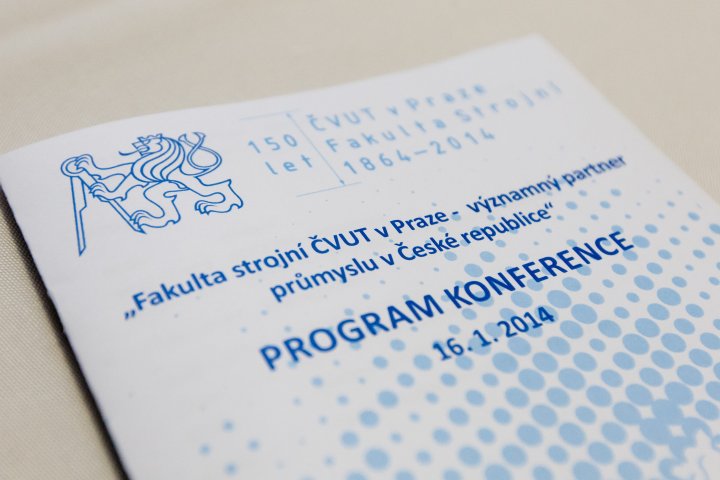 150 let
ČVUT v Praze
Fakulta Strojní
1864–2014
„Fakulta strojní ČVUT v Praze - významný partner
průmyslu v České republice“
PROGRAM KONFERENCE
16. 1. 2014